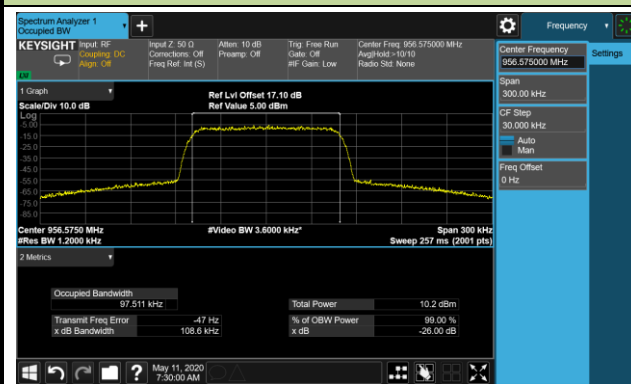 Spectrum Analyzer 1
Occupied BW
Frequency
KEYSIGHT
Input: RF
Coupling: DC
Align: Off
Input Z: 50 Ω
Corrections: Off
Freq Ref: Int (S)
Atten: 10 dB
Preamp: Off
Trig: Free Run
Gate: Off
#IF Gain: Low
Center Freq: 956.575000 MHz
Avg|Hold:>10/10
Radio Std: None
Center Frequency
956.575000 MHz
Settings
Span
300.00 kHz
CF Step
30.000 kHz
Auto
Man
Freq Offset
0 Hz
1 Graph
Scale/Div 10.0 dB
Ref Lvl Offset 17.10 dB
Ref Value 5.00 dBm
Log
-5.00
-15.0
-25.0
-35.0
-45.0
-55.0
-65.0
-75.0
-85.0
Center 956.5750 MHz
#Video BW 3.6000 kHz*
Span 300 kHz
#Res BW 1.2000 kHz
Sweep 257 ms (2001 pts)
2 Metrics
Occupied Bandwidth
97.511 kHz
Total Power 10.2 dBm
Transmit Freq Error -47 Hz
% of OBW Power 99.00 %
x dB Bandwidth 108.6 kHz
x dB -26.00 dB
May 11, 2020
7:30:00 AM